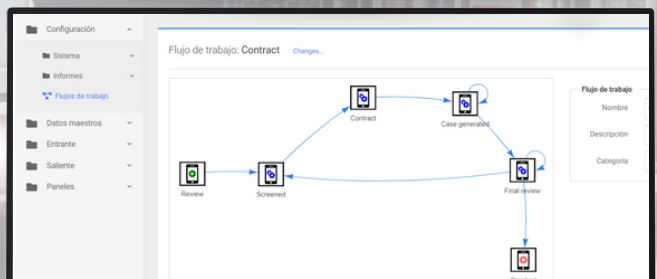 Configuración
Sistema
Informes
Flujos de trabajo
Datos maestros
Entrante
Saliente
Paneles
Flujo de trabajo: Contract Changes...
Contract
Case generated
Review
Screened
Final review
Flujo de trabajo
Nombre
Descripción
Categoría